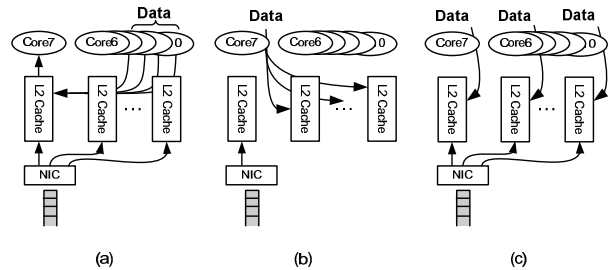 Data
Core7
Core6
0
L2 Cache
L2 Cache
...
L2 Cache
NIC
(a)
Data
Core7
Core6
0
L2 Cache
L2 Cache
...
L2 Cache
NIC
(b)
Data
Data
Data
Core7
Core6
0
L2 Cache
L2 Cache
...
L2 Cache
NIC
(c)